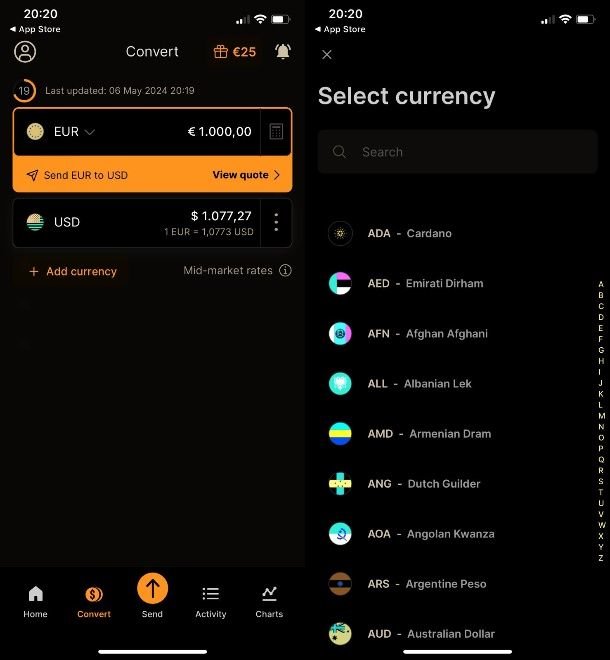 20:20
◀ App Store
Convert
€25
19
Last updated: 06 May 2024 20:19
EUR
€ 1.000,00
Send EUR to USD
View quote
USD
$ 1.077,27
1 EUR = 1,0773 USD
+ Add currency
Mid-market rates
Home
Convert
Send
Activity
Charts
20:20
◀ App Store
Select currency
Search
ADA - Cardano
AED - Emirati Dirham
AFN - Afghan Afghani
ALL - Albanian Lek
AMD - Armenian Dram
ANG - Dutch Guilder
AOA - Angolan Kwanza
ARS - Argentine Peso
AUD - Australian Dollar
A
B
C
D
E
F
G
H
I
J
K
L
M
N
O
P
Q
R
S
T
U
V
W
X
Y
Z